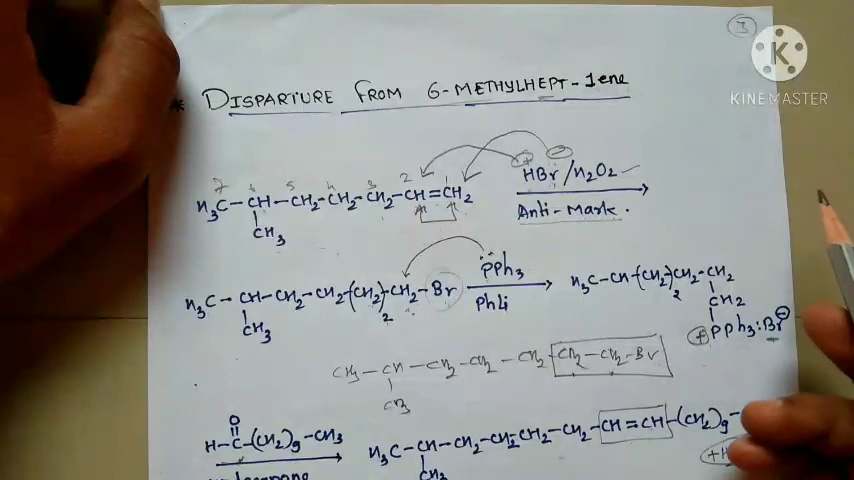 3
K
KINEMASTER
* DISPARTURE FROM 6-METHYLHEPT-1ene
7 6 5 4 3 2 1
H3C-CH-CH2-CH2-CH2-CH=CH2
CH3
+ -
HBr/H2O2
Anti-Mark.
H3C-CH-CH2-CH2-(CH2)2-CH2-Br
CH3
PPh3
PhLi
H3C-CH-(CH2)2-CH2-CH2
CH2
+PPh3:Br-
CH3-CH-CH2-CH2-CH2-CH2-CH2-Br
CH3
O
H-C-(CH2)9-CH3
H3C-CH-CH2-CH2-CH2-CH2-CH=CH-(CH2)9-
CH3